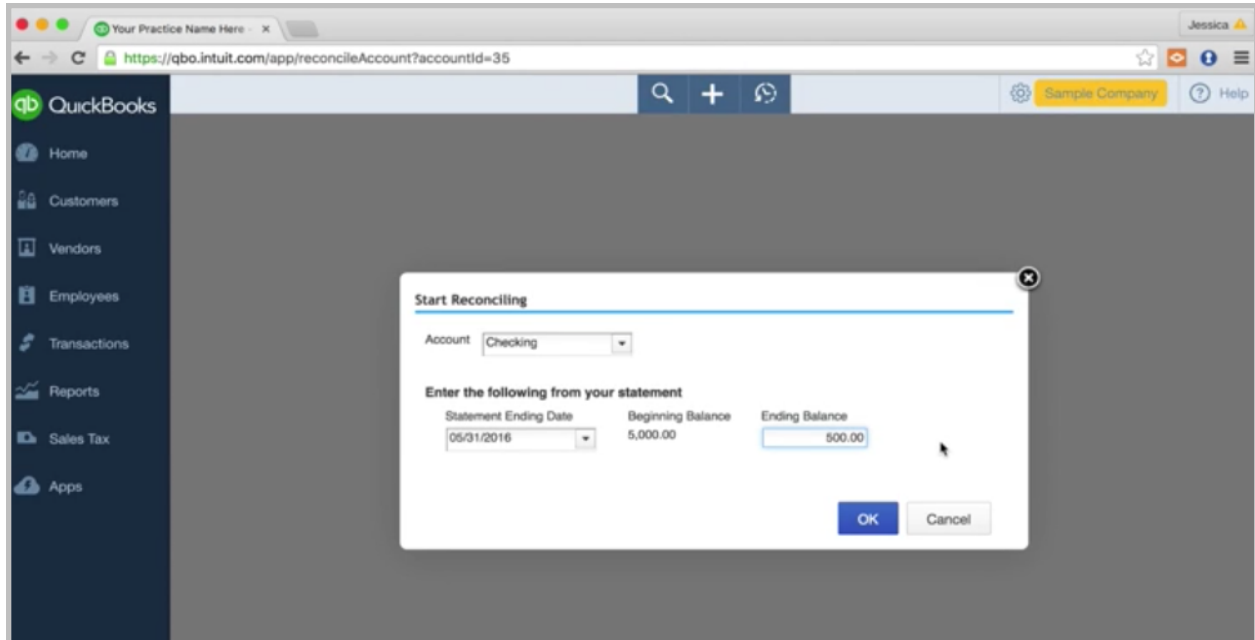 Your Practice Name Here -
Jessica
https://qbo.intuit.com/app/reconcileAccount?accountId=35
qb QuickBooks
Sample Company
Help
Home
Customers
Vendors
Employees
Transactions
Reports
Sales Tax
Apps
Start Reconciling
Account Checking
Enter the following from your statement
Statement Ending Date Beginning Balance Ending Balance
05/31/2016 5,000.00 500.00
OK Cancel